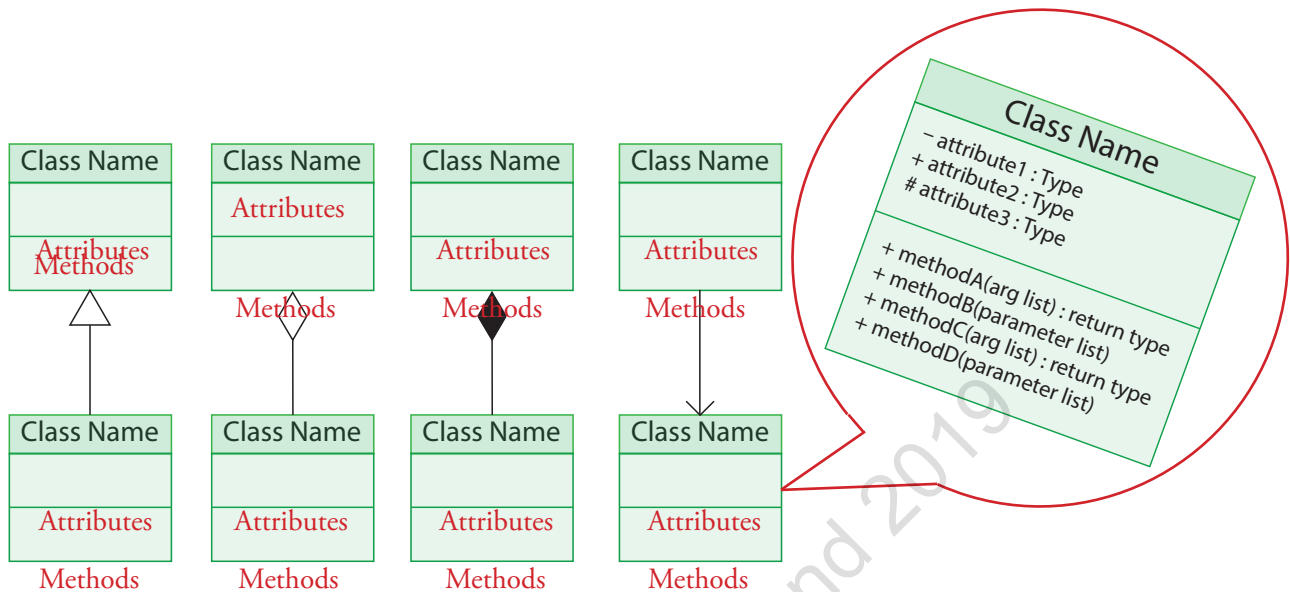 Class Name
Attributes
Methods
Class Name
Attributes
Methods
Class Name
Attributes
Methods
Class Name
Attributes
Methods
Class Name
Attributes
Methods
Class Name
Attributes
Methods
Class Name
Attributes
Methods
Class Name
Attributes
Methods
Class Name
– attribute1 : Type
+ attribute2 : Type
# attribute3 : Type
+ methodA(arg list) : return type
+ methodB(parameter list)
+ methodC(arg list) : return type
+ methodD(parameter list)
nd 2019